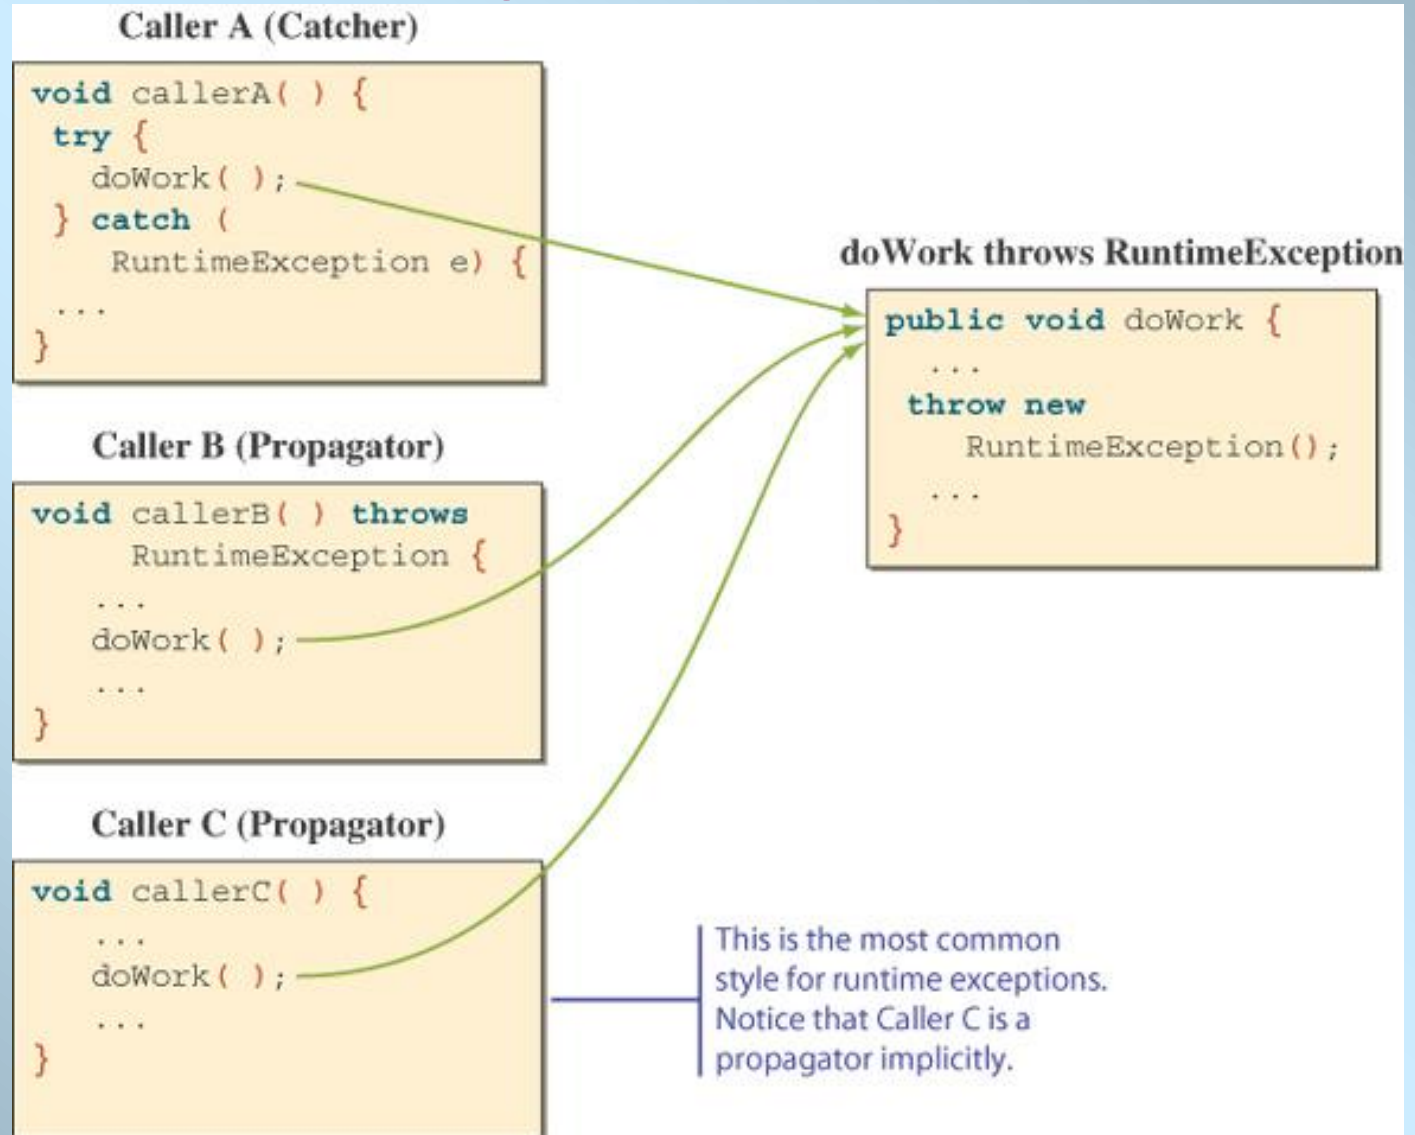 Caller A (Catcher)
void callerA( ) {
try {
doWork( );
} catch (
RuntimeException e) {
...
}
Caller B (Propagator)
void callerB( ) throws
RuntimeException {
...
doWork( );
...
}
Caller C (Propagator)
void callerC( ) {
...
doWork( );
...
}
doWork throws RuntimeException
public void doWork {
...
throw new
RuntimeException();
...
}
This is the most common
style for runtime exceptions.
Notice that Caller C is a
propagator implicitly.